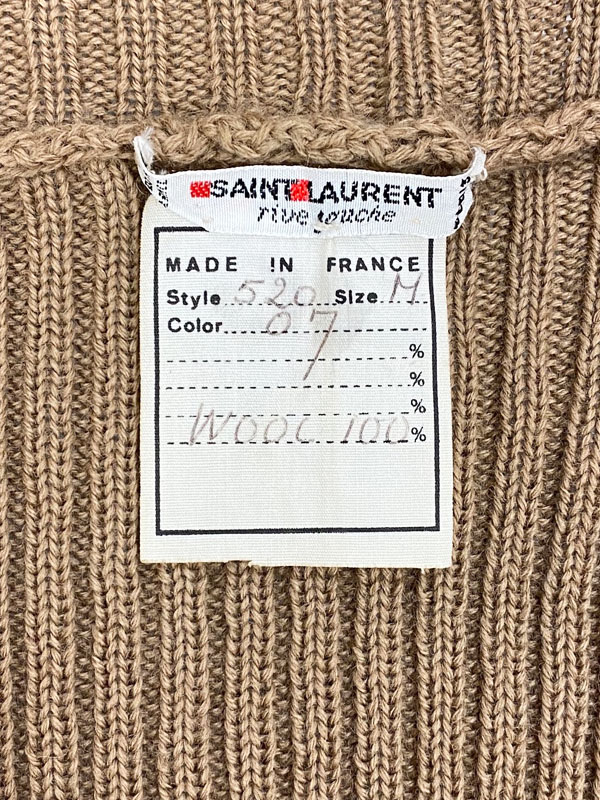 SAINT LAURENT
rive gauche
MADE IN FRANCE
Style 520 Size M
Color 07
%
%
%
WOOL 100%